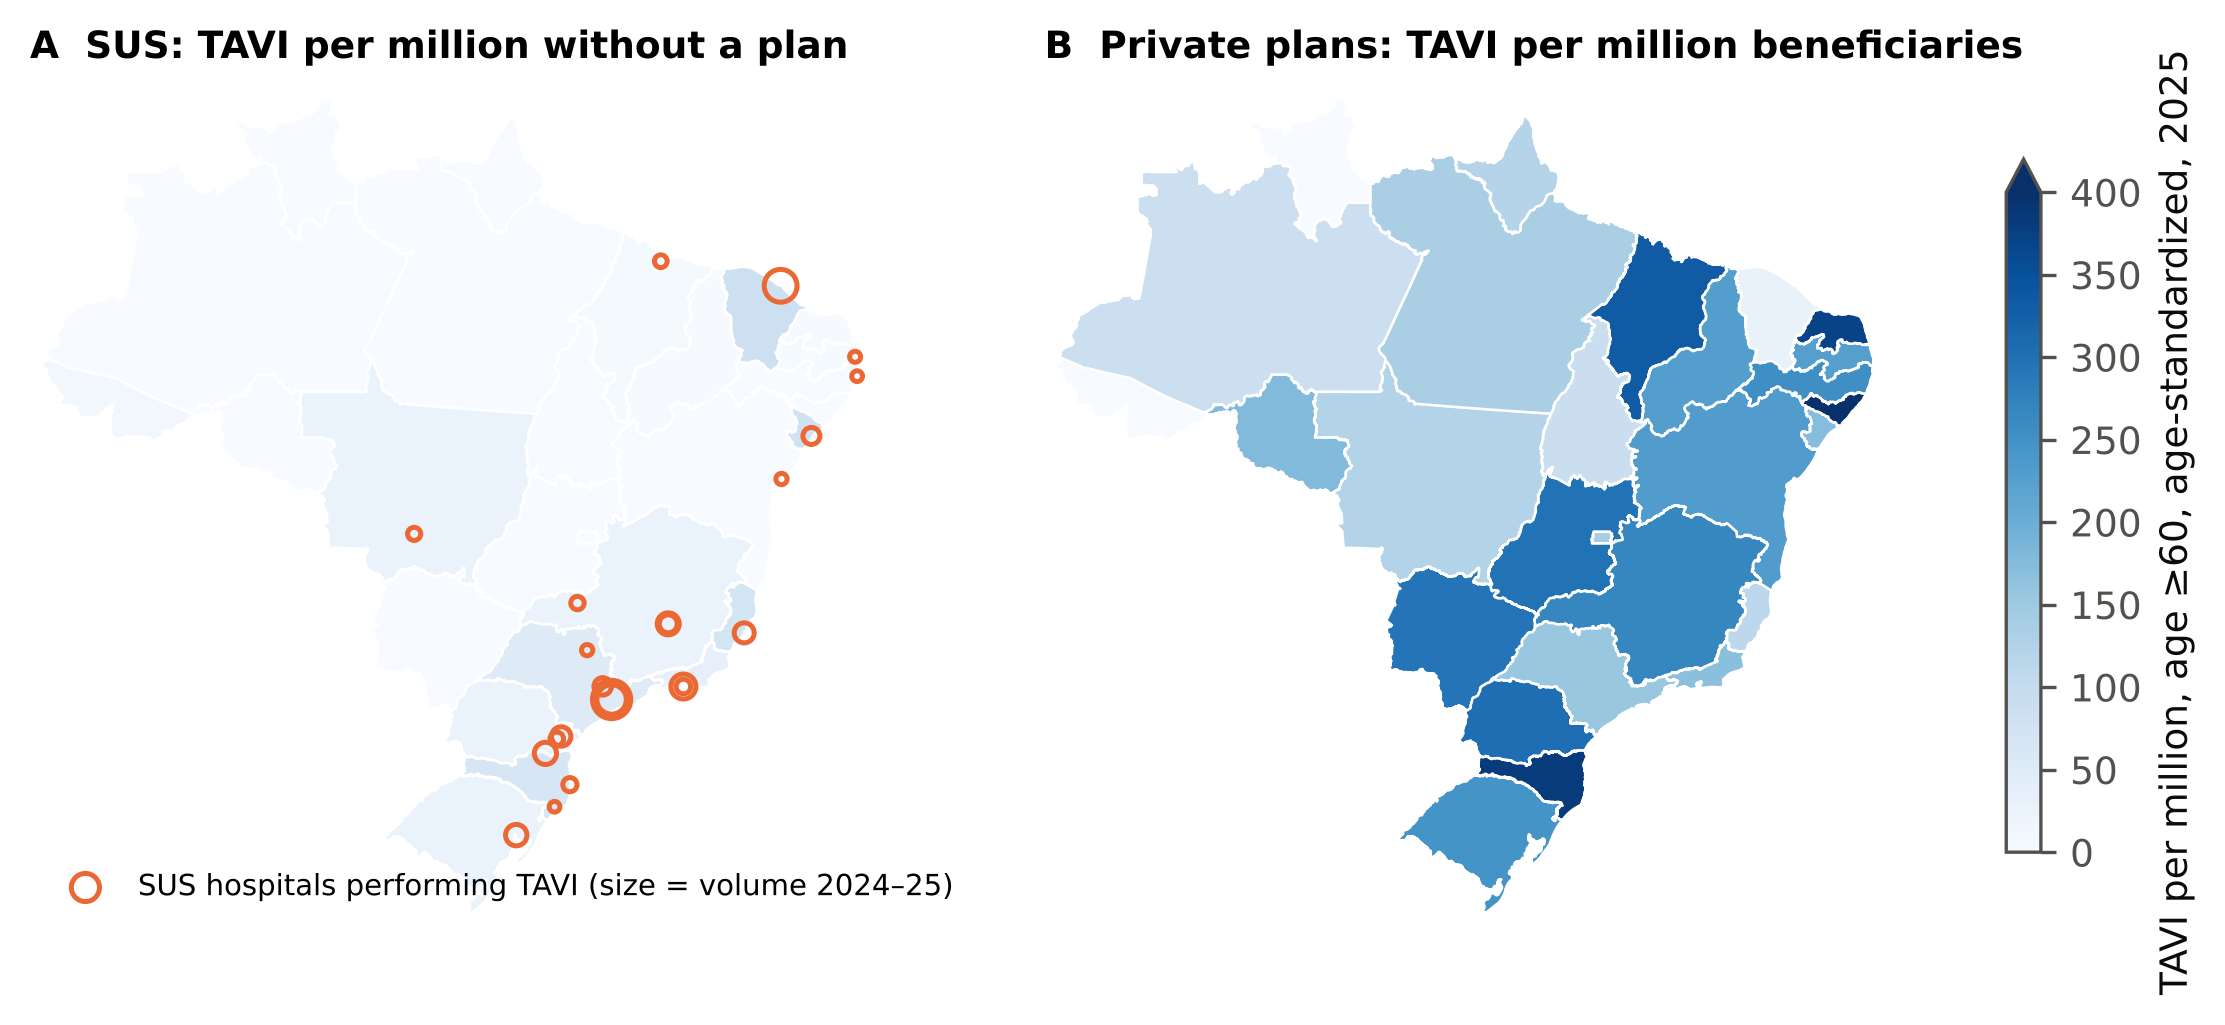 A SUS: TAVI per million without a plan
B Private plans: TAVI per million beneficiaries
SUS hospitals performing TAVI (size = volume 2024–25)
400
350
300
250
200
150
100
50
0
TAVI per million, age ≥60, age-standardized, 2025